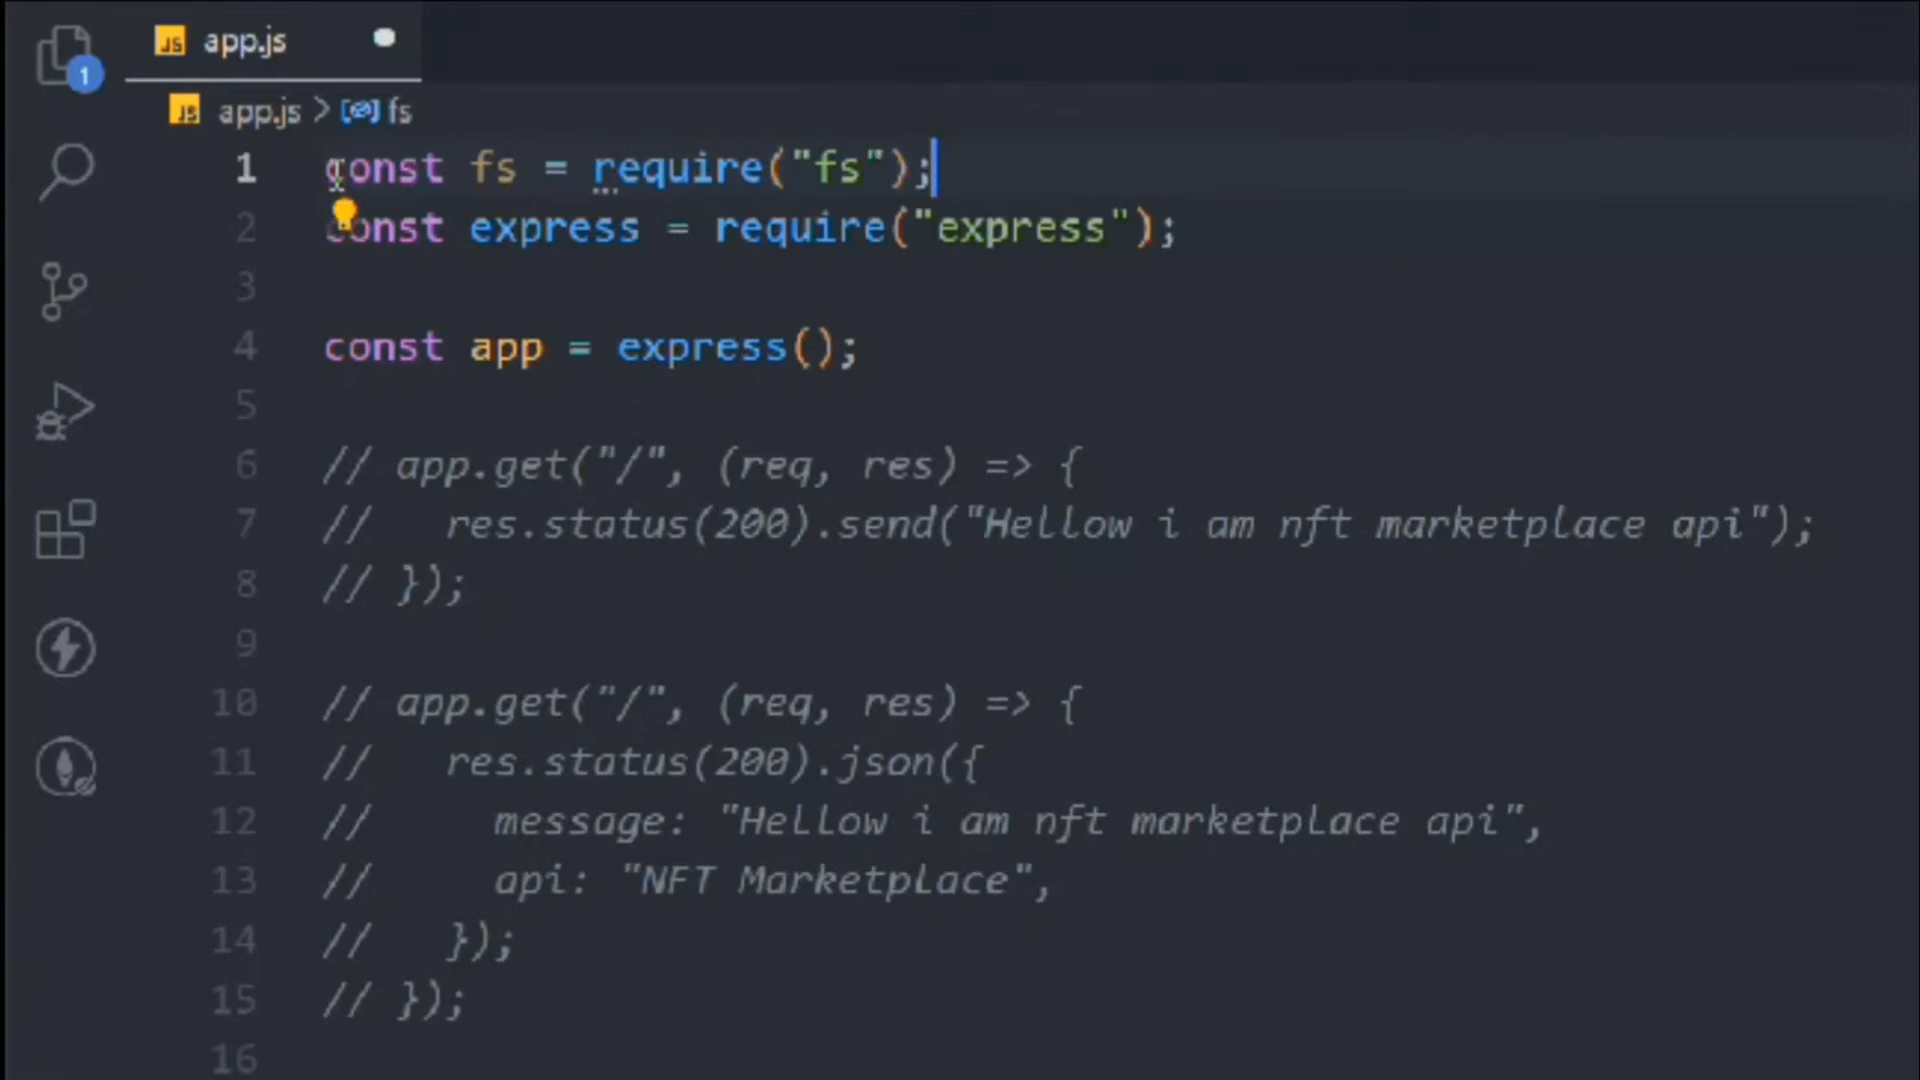 JS app.js
1
JS app.js > fs
1 const fs = require("fs");
2 const express = require("express");
3
4 const app = express();
5
6 // app.get("/", (req, res) => {
7 //   res.status(200).send("Hellow i am nft marketplace api");
8 // });
9
10 // app.get("/", (req, res) => {
11 //   res.status(200).json({
12 //     message: "Hellow i am nft marketplace api",
13 //     api: "NFT Marketplace",
14 //   });
15 // });
16